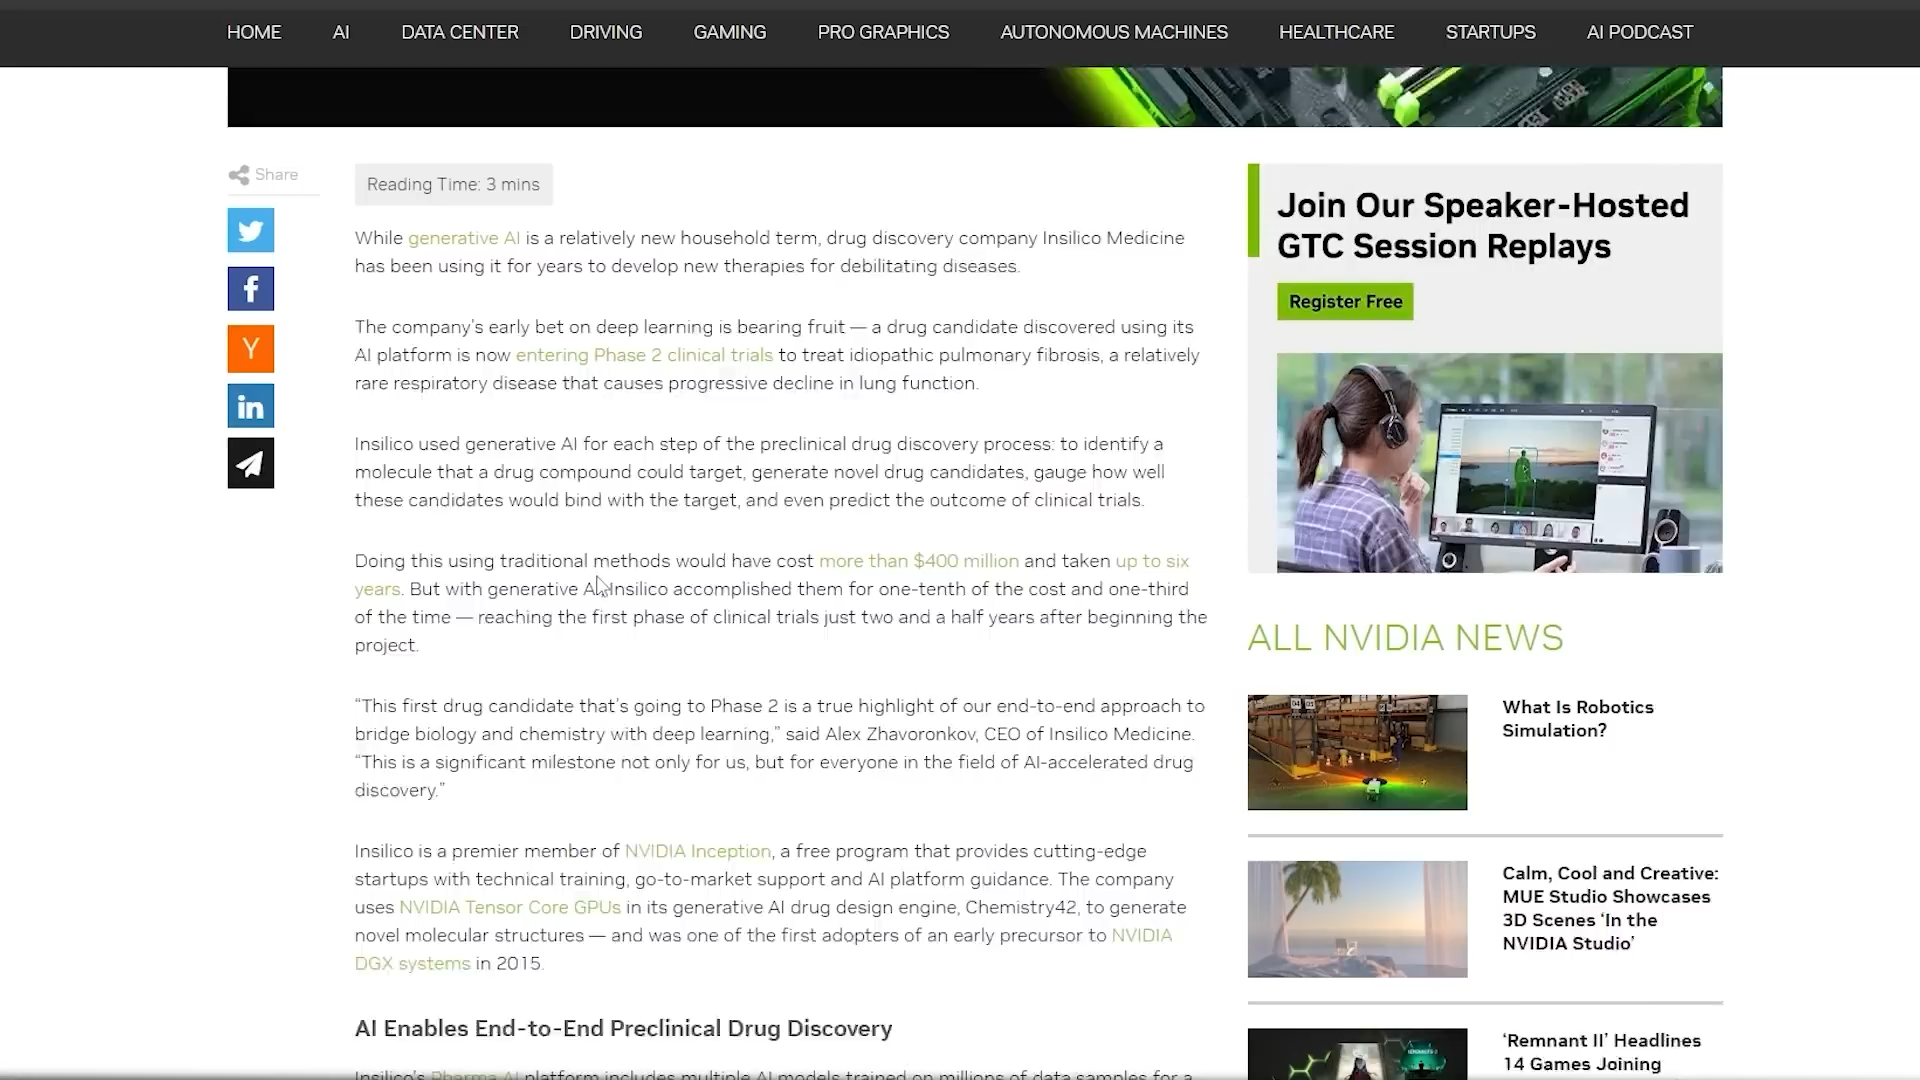 HOME AI DATA CENTER DRIVING GAMING PRO GRAPHICS AUTONOMOUS MACHINES HEALTHCARE STARTUPS AI PODCAST
Share
Reading Time: 3 mins
While generative AI is a relatively new household term, drug discovery company Insilico Medicine
has been using it for years to develop new therapies for debilitating diseases.
The company's early bet on deep learning is bearing fruit — a drug candidate discovered using its
AI platform is now entering Phase 2 clinical trials to treat idiopathic pulmonary fibrosis, a relatively
rare respiratory disease that causes progressive decline in lung function.
Insilico used generative AI for each step of the preclinical drug discovery process: to identify a
molecule that a drug compound could target, generate novel drug candidates, gauge how well
these candidates would bind with the target, and even predict the outcome of clinical trials.
Doing this using traditional methods would have cost more than $400 million and taken up to six
years. But with generative AI, Insilico accomplished them for one-tenth of the cost and one-third
of the time — reaching the first phase of clinical trials just two and a half years after beginning the
project.
“This first drug candidate that's going to Phase 2 is a true highlight of our end-to-end approach to
bridge biology and chemistry with deep learning,” said Alex Zhavoronkov, CEO of Insilico Medicine.
“This is a significant milestone not only for us, but for everyone in the field of AI-accelerated drug
discovery.”
Insilico is a premier member of NVIDIA Inception, a free program that provides cutting-edge
startups with technical training, go-to-market support and AI platform guidance. The company
uses NVIDIA Tensor Core GPUs in its generative AI drug design engine, Chemistry42, to generate
novel molecular structures — and was one of the first adopters of an early precursor to NVIDIA
DGX systems in 2015.
AI Enables End-to-End Preclinical Drug Discovery
Insilico's Pharma.AI platform includes multiple AI models trained on millions of data samples for a
Join Our Speaker-Hosted
GTC Session Replays
Register Free
ALL NVIDIA NEWS
What Is Robotics
Simulation?
Calm, Cool and Creative:
MUE Studio Showcases
3D Scenes ‘In the
NVIDIA Studio’
‘Remnant II’ Headlines
14 Games Joining